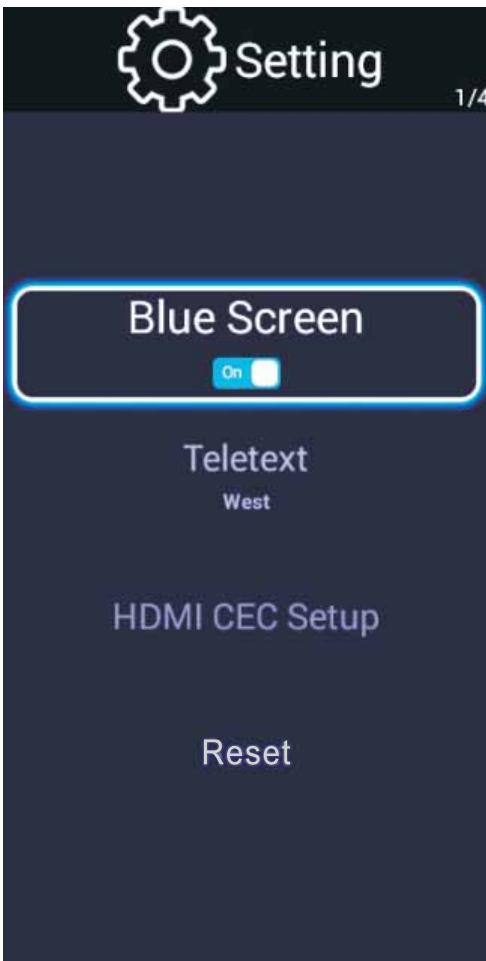 Setting
1/4
Blue Screen
On
Teletext
West
HDMI CEC Setup
Reset